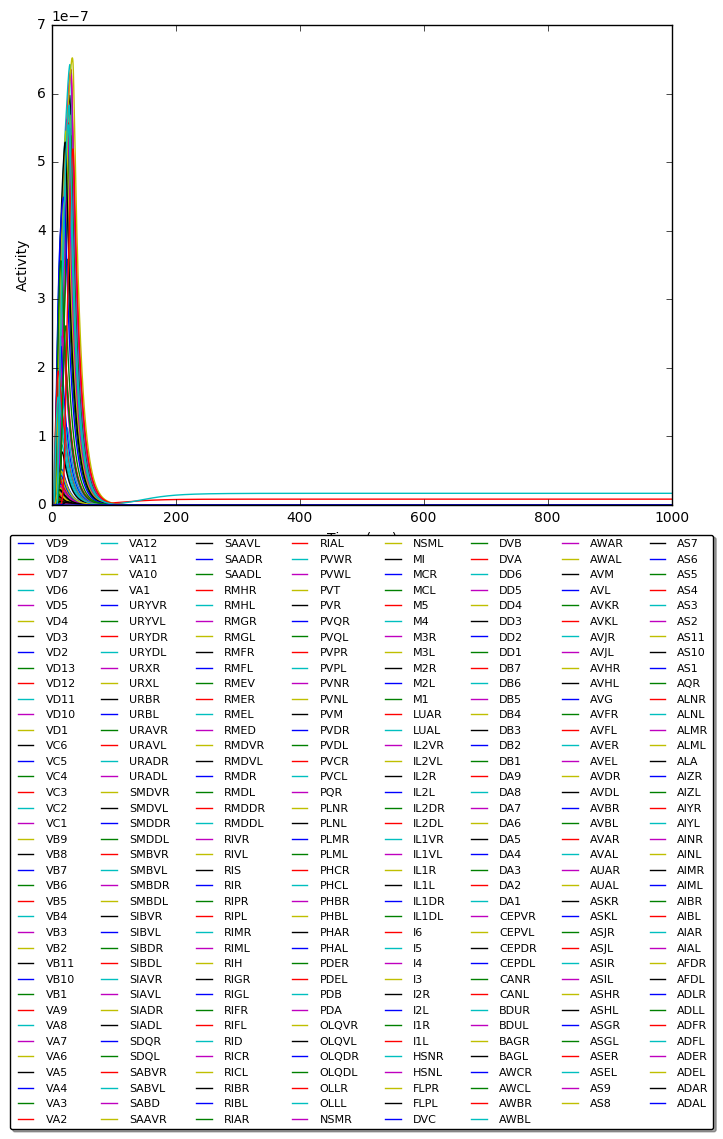 1e−7
7
6
5
4
3
2
1
0
Activity
0 200 400 600 800 1000
VD9 VA12 SAAVL RIAL NSML DVB AWAR AS7
VD8 VA11 SAADR PVWR MI DVA AWAL AS6
VD7 VA10 SAADL PVWL MCR DD6 AVM AS5
VD6 VA1 RMHR PVT MCL DD5 AVL AS4
VD5 URYVR RMHL PVR M5 DD4 AVKR AS3
VD4 URYVL RMGR PVQR M4 DD3 AVKL AS2
VD3 URYDR RMGL PVQL M3R DD2 AVJR AS11
VD2 URYDL RMFR PVPR M3L DD1 AVJL AS10
VD13 URXR RMFL PVPL M2R DB7 AVHR AS1
VD12 URXL RMEV PVNR M2L DB6 AVHL AQR
VD11 URBR RMER PVNL M1 DB5 AVG ALNR
VD10 URBL RMEL PVM LUAR DB4 AVFR ALNL
VD1 URAVR RMED PVDR LUAL DB3 AVFL ALMR
VC6 URAVL RMDVR PVDL IL2VR DB2 AVER ALML
VC5 URADR RMDVL PVCR IL2VL DB1 AVEL ALA
VC4 URADL RMDR PVCL IL2R DA9 AVDR AIZR
VC3 SMDVR RMDL PQR IL2L DA8 AVDL AIZL
VC2 SMDVL RMDDR PLNR IL2DR DA7 AVBR AIYR
VC1 SMDDR RMDDL PLNL IL2DL DA6 AVBL AIYL
VB9 SMDDL RIVR PLMR IL1VR DA5 AVAR AINR
VB8 SMBVR RIVL PLML IL1VL DA4 AVAL AINL
VB7 SMBVL RIS PHCR IL1R DA3 AUAR AIMR
VB6 SMBDR RIR PHCL IL1L DA2 AUAL AIML
VB5 SMBDL RIPR PHBR IL1DR DA1 ASKR AIBR
VB4 SIBVR RIPL PHBL IL1DL CEPVR ASKL AIBL
VB3 SIBVL RIMR PHAR I6 CEPVL ASJR AIAR
VB2 SIBDR RIML PHAL I5 CEPDR ASJL AIAL
VB11 SIBDL RIH PDER I4 CEPDL ASIR AFDR
VB10 SIAVR RIGR PDEL I3 CANR ASIL AFDL
VB1 SIAVL RIGL PDB I2R CANL ASHR ADLR
VA9 SIADR RIFR PDA I2L BDUR ASHL ADLL
VA8 SIADL RIFL OLQVR I1R BDUL ASGR ADFR
VA7 SDQR RID OLQVL I1L BAGR ASGL ADFL
VA6 SDQL RICR OLQDR HSNR BAGL ASER ADER
VA5 SABVR RICL OLQDL HSNL AWCR ASEL ADEL
VA4 SABVL RIBR OLLR FLPR AWCL AS9 ADAR
VA3 SABD RIBL OLLL FLPL AWBR AS8 ADAL
VA2 SAAVR RIAR NSMR DVC AWBL